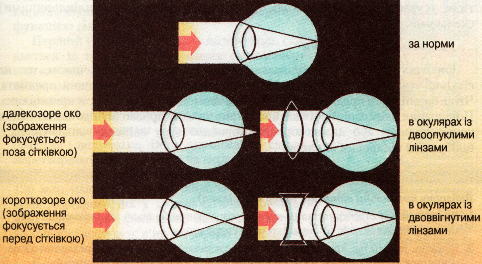 за норми
далекозоре око
(зображення
фокусується
поза сітківкою)
в окулярах із
двоопуклими
лінзами
короткозоре око
(зображення
фокусується
перед сітківкою)
в окулярах із
двоввігнутими
лінзами